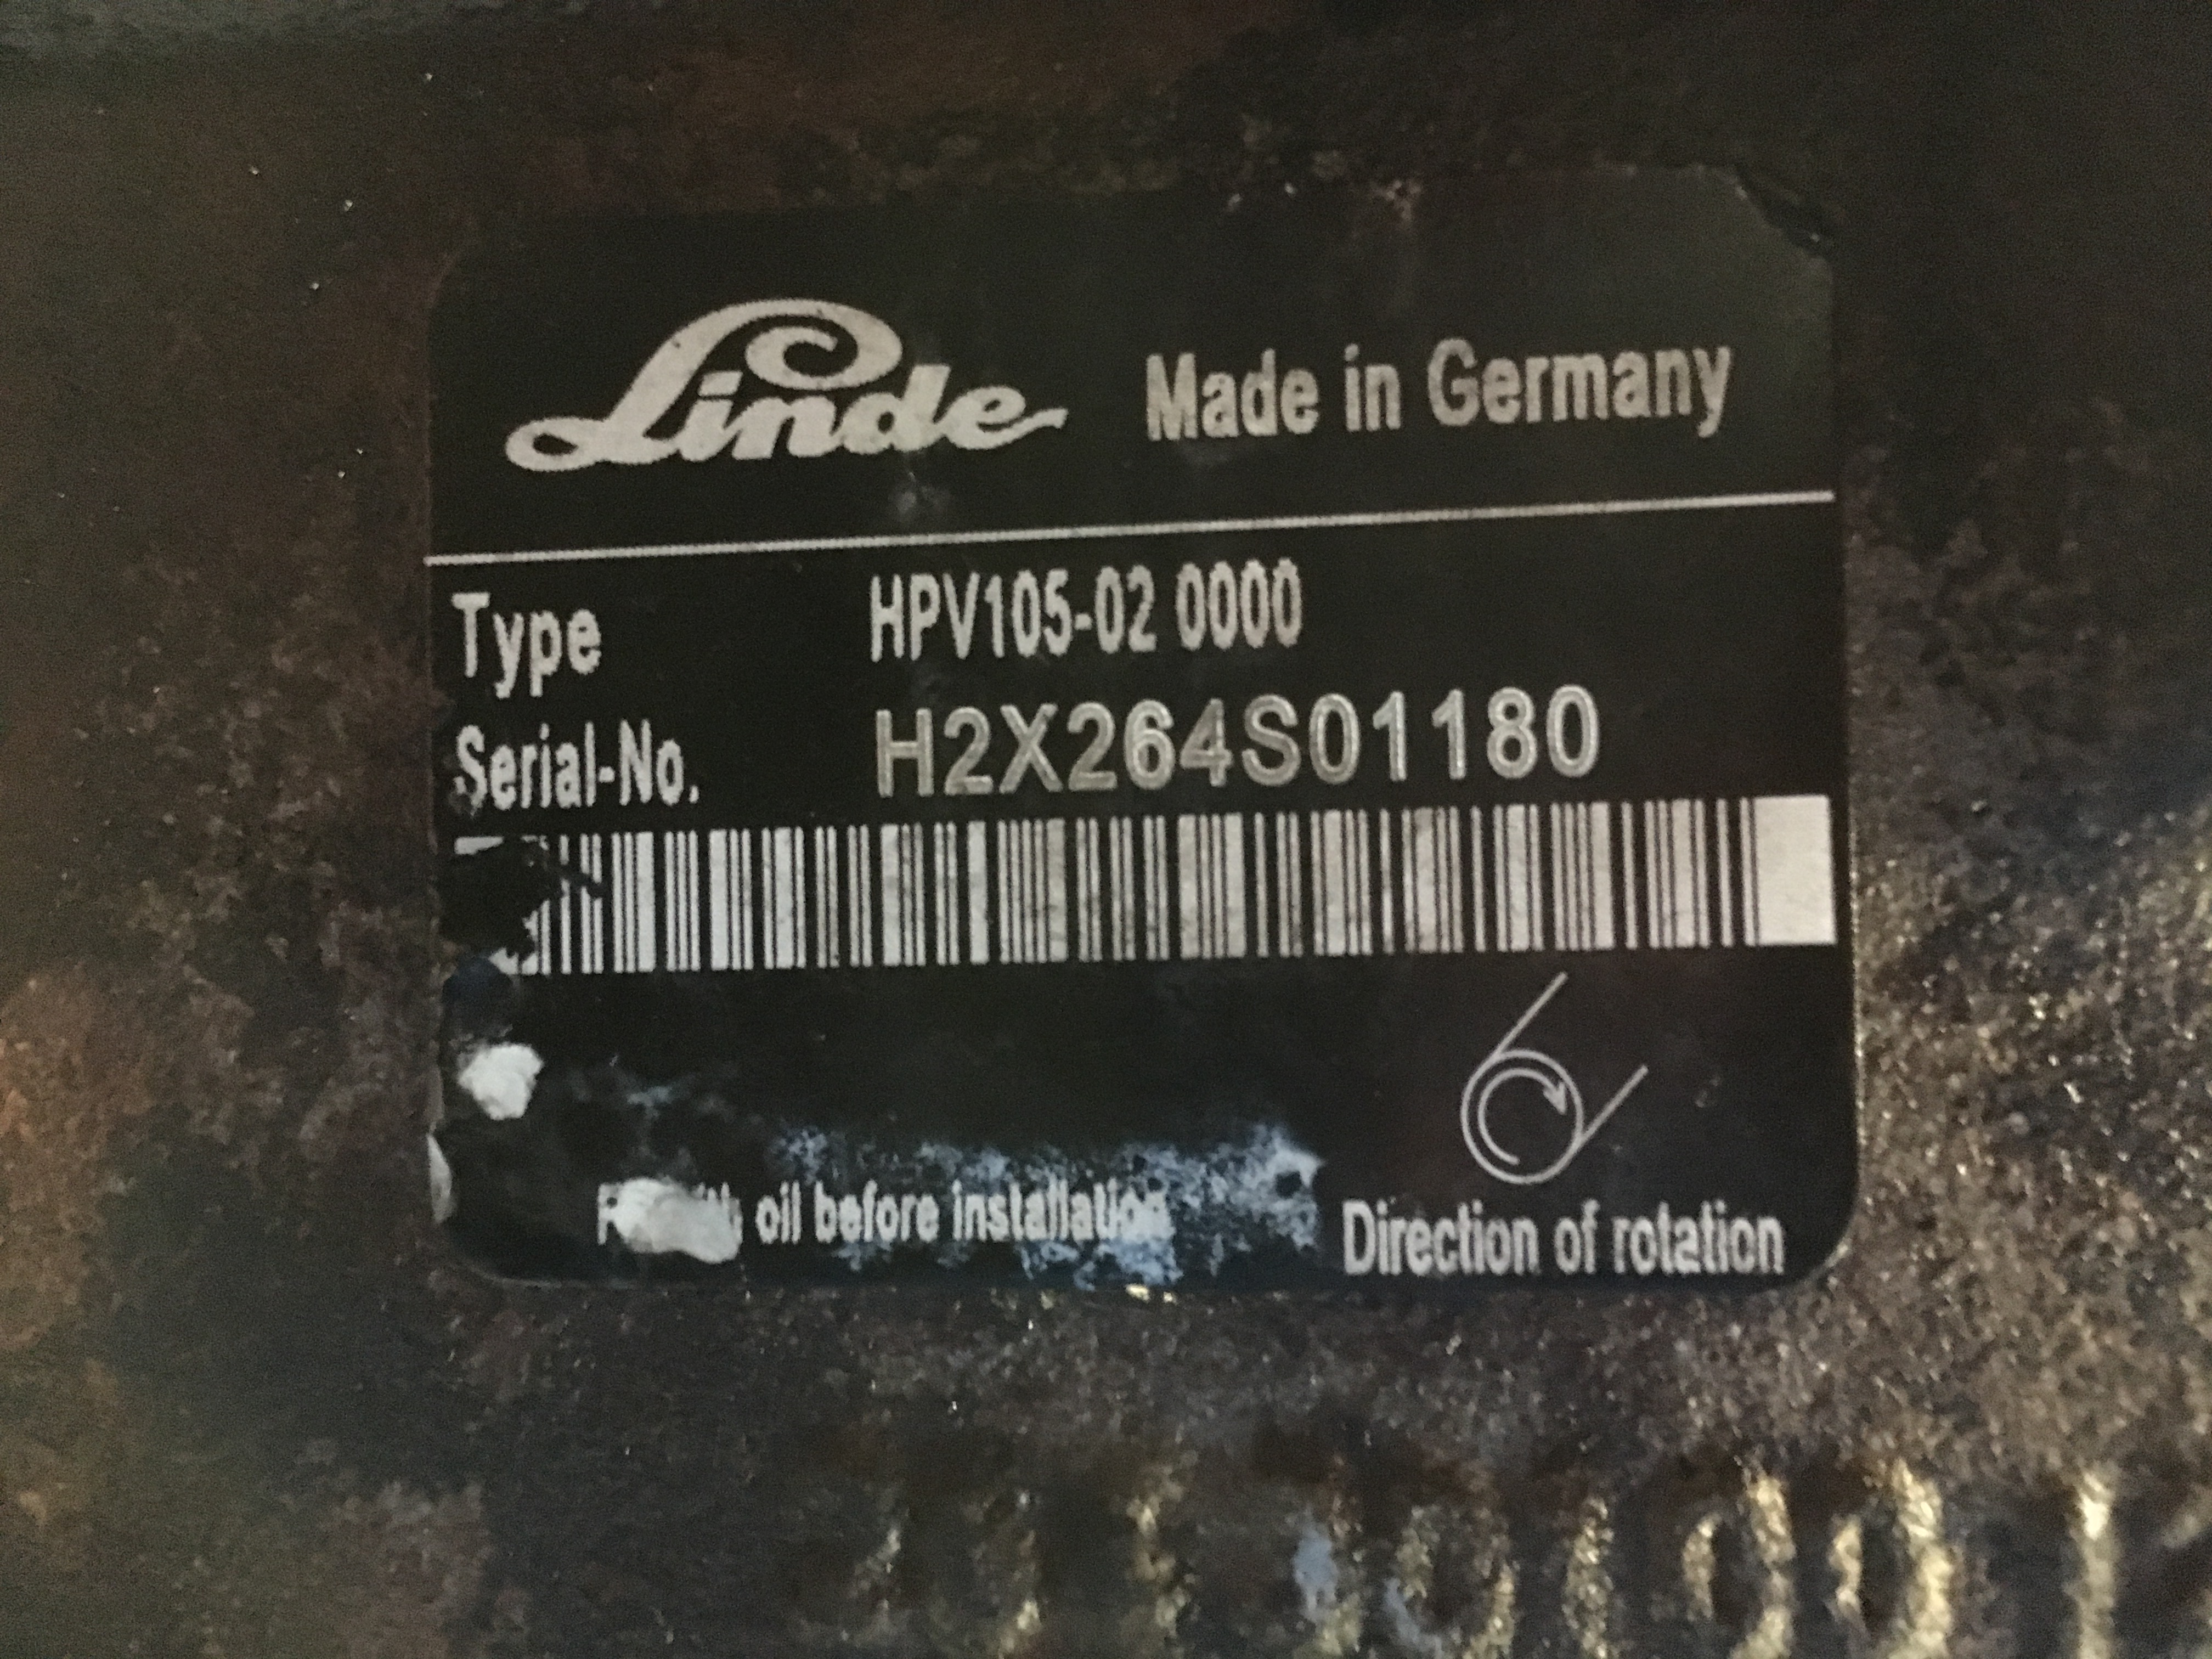 Linde Made in Germany
Type HPV105-02 0000
Serial-No. H2X264S01180
oil before installation
Direction of rotation